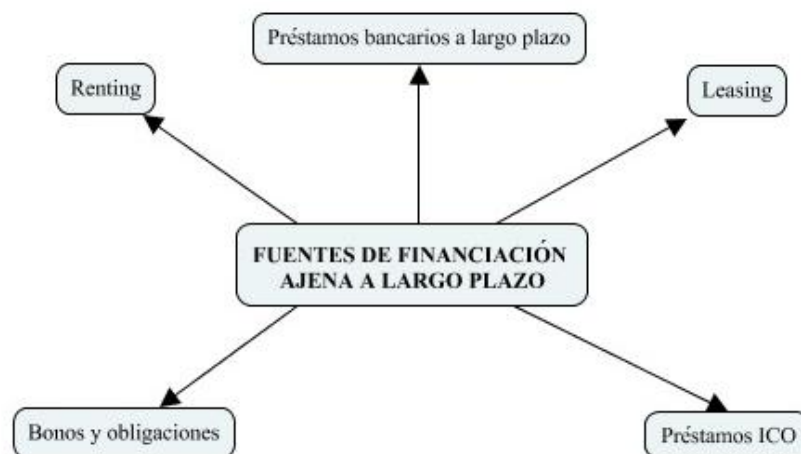 Préstamos bancarios a largo plazo
Renting
Leasing
FUENTES DE FINANCIACIÓN
AJENA A LARGO PLAZO
Bonos y obligaciones
Préstamos ICO